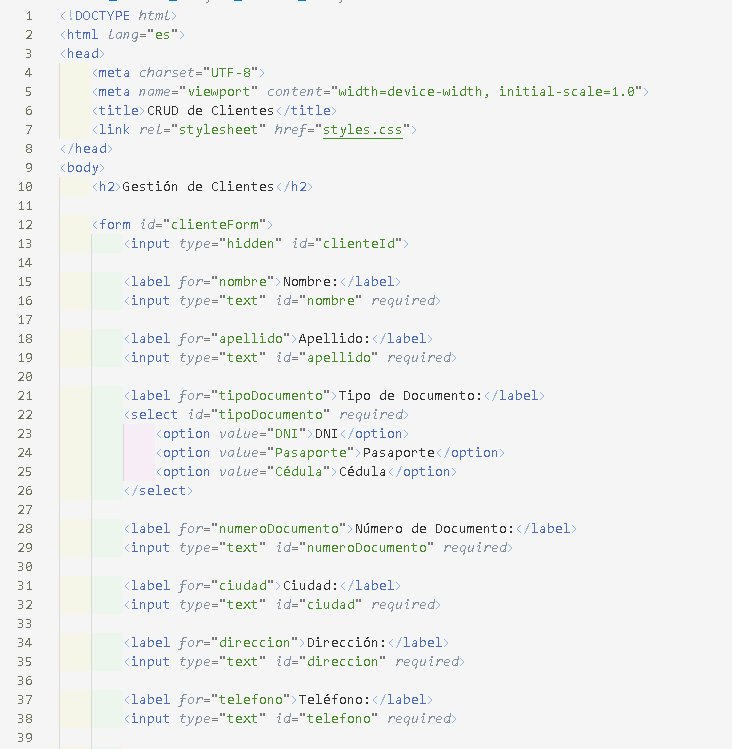 1 <!DOCTYPE html>
2 <html lang="es">
3 <head>
4 <meta charset="UTF-8">
5 <meta name="viewport" content="width=device-width, initial-scale=1.0">
6 <title>CRUD de Clientes</title>
7 <link rel="stylesheet" href="styles.css">
8 </head>
9 <body>
10 <h2>Gestión de Clientes</h2>
11
12 <form id="clienteForm">
13 <input type="hidden" id="clienteId">
14
15 <label for="nombre">Nombre:</label>
16 <input type="text" id="nombre" required>
17
18 <label for="apellido">Apellido:</label>
19 <input type="text" id="apellido" required>
20
21 <label for="tipoDocumento">Tipo de Documento:</label>
22 <select id="tipoDocumento" required>
23 <option value="DNI">DNI</option>
24 <option value="Pasaporte">Pasaporte</option>
25 <option value="Cédula">Cédula</option>
26 </select>
27
28 <label for="numeroDocumento">Número de Documento:</label>
29 <input type="text" id="numeroDocumento" required>
30
31 <label for="ciudad">Ciudad:</label>
32 <input type="text" id="ciudad" required>
33
34 <label for="direccion">Dirección:</label>
35 <input type="text" id="direccion" required>
36
37 <label for="telefono">Teléfono:</label>
38 <input type="text" id="telefono" required>
39